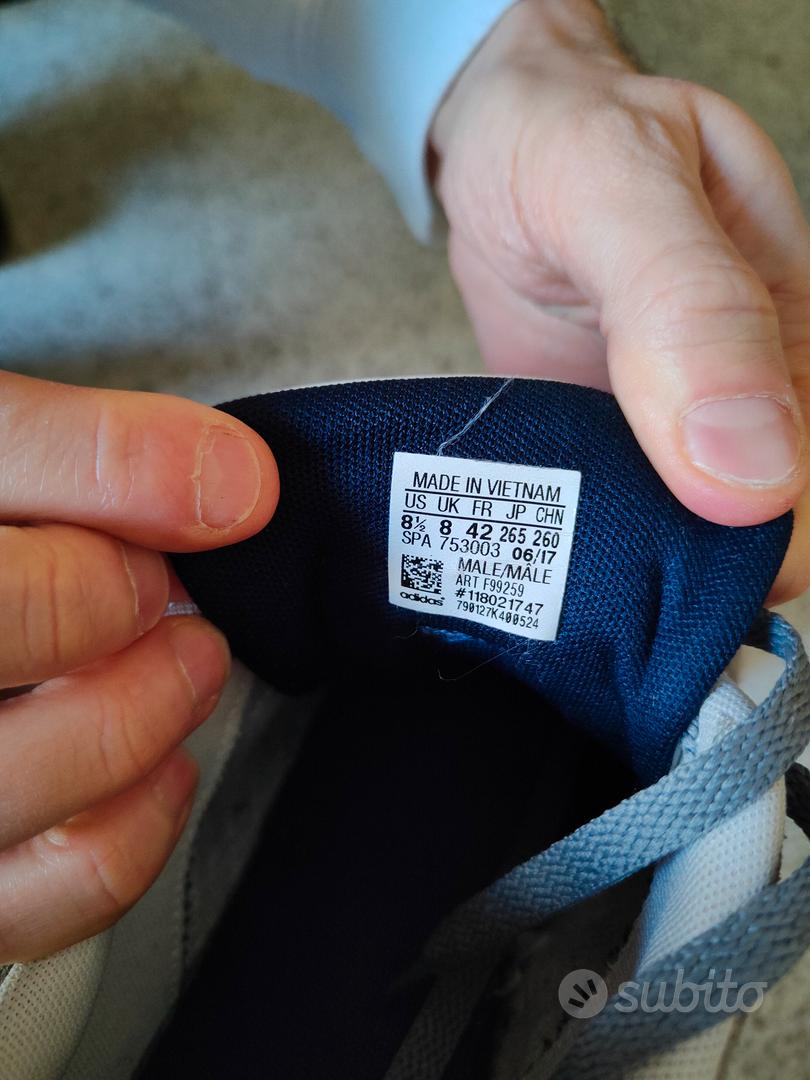 MADE IN VIETNAM
US UK FR JP CHN
8½ 8 42 265 260
SPA 753003 06/17
MALE/MÂLE
ART F99259
adidas #118021747
790127K400524
subito